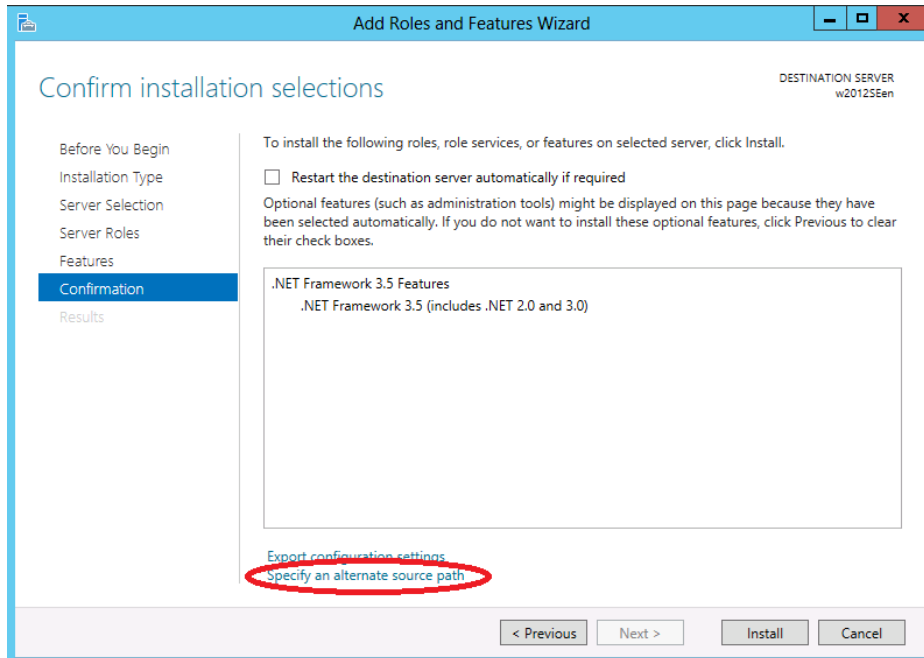 Add Roles and Features Wizard
Confirm installation selections
DESTINATION SERVER
w2012SEen
Before You Begin
Installation Type
Server Selection
Server Roles
Features
Confirmation
Results
To install the following roles, role services, or features on selected server, click Install.
Restart the destination server automatically if required
Optional features (such as administration tools) might be displayed on this page because they have
been selected automatically. If you do not want to install these optional features, click Previous to clear
their check boxes.
.NET Framework 3.5 Features
.NET Framework 3.5 (includes .NET 2.0 and 3.0)
Export configuration settings
Specify an alternate source path
< Previous
Next >
Install
Cancel